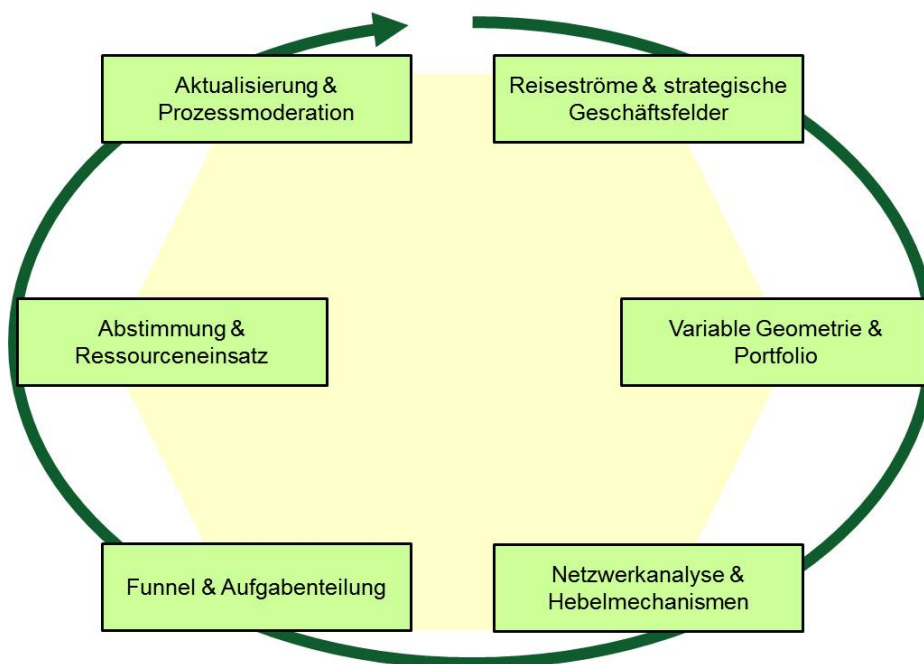 Aktualisierung &
Prozessmoderation
Reiseströme & strategische
Geschäftsfelder
Abstimmung &
Ressourceneinsatz
Variable Geometrie &
Portfolio
Funnel & Aufgabenteilung
Netzwerkanalyse &
Hebelmechanismen